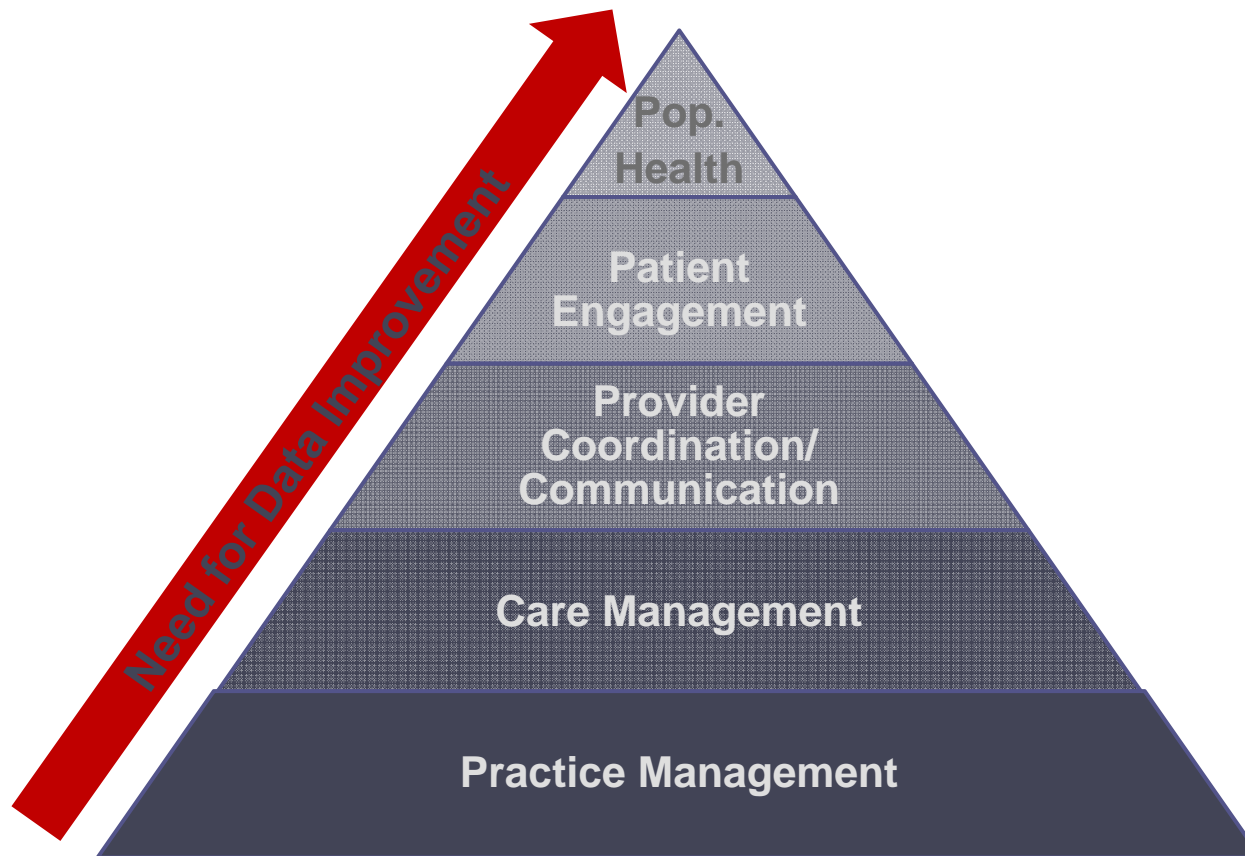 Need for Data Improvement
Pop.
Health
Patient
Engagement
Provider
Coordination/
Communication
Care Management
Practice Management